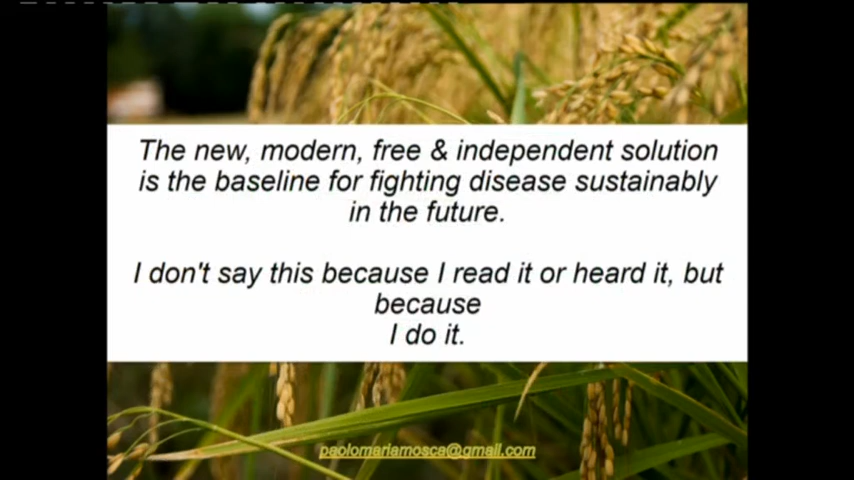 The new, modern, free & independent solution
is the baseline for fighting disease sustainably
in the future.
I don't say this because I read it or heard it, but
because
I do it.
paolomariamosca@gmail.com